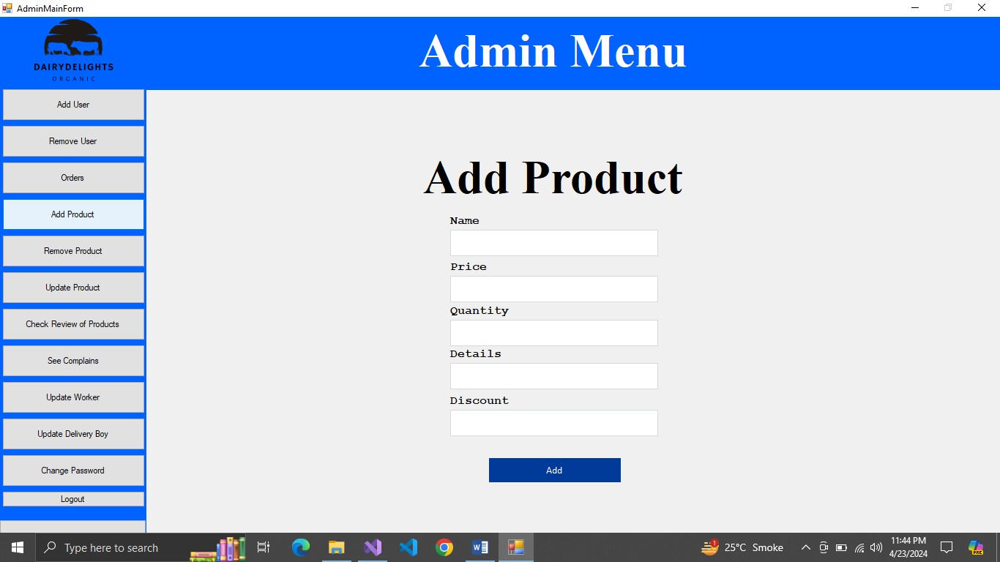 AdminMainForm
DAIRYDELIGHTS
ORGANIC
Admin Menu
Add User
Remove User
Orders
Add Product
Remove Product
Update Product
Check Review of Products
See Complains
Update Worker
Update Delivery Boy
Change Password
Logout
Add Product
Name
Price
Quantity
Details
Discount
Add
Type here to search
1
25°C Smoke
11:44 PM
4/23/2024
PRE